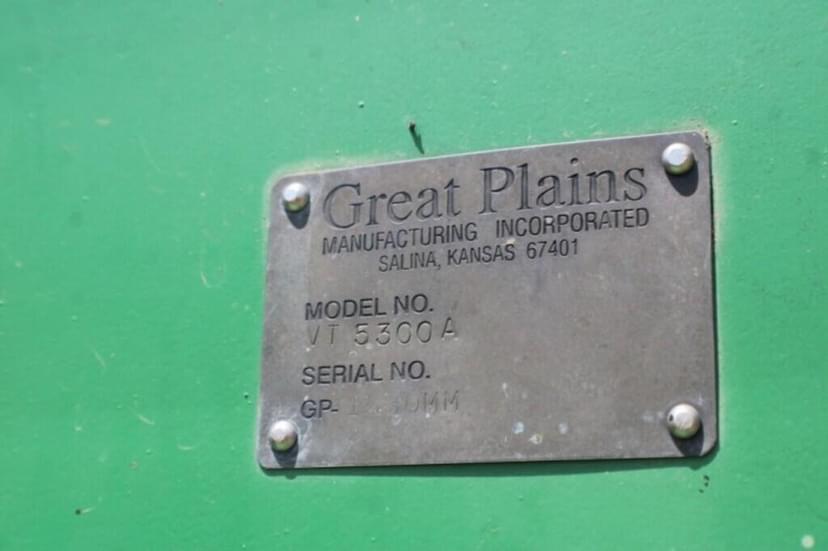 Great Plains
MANUFACTURING INCORPORATED
SALINA, KANSAS 67401
MODEL NO.
VT 5300A
SERIAL NO.
GP-